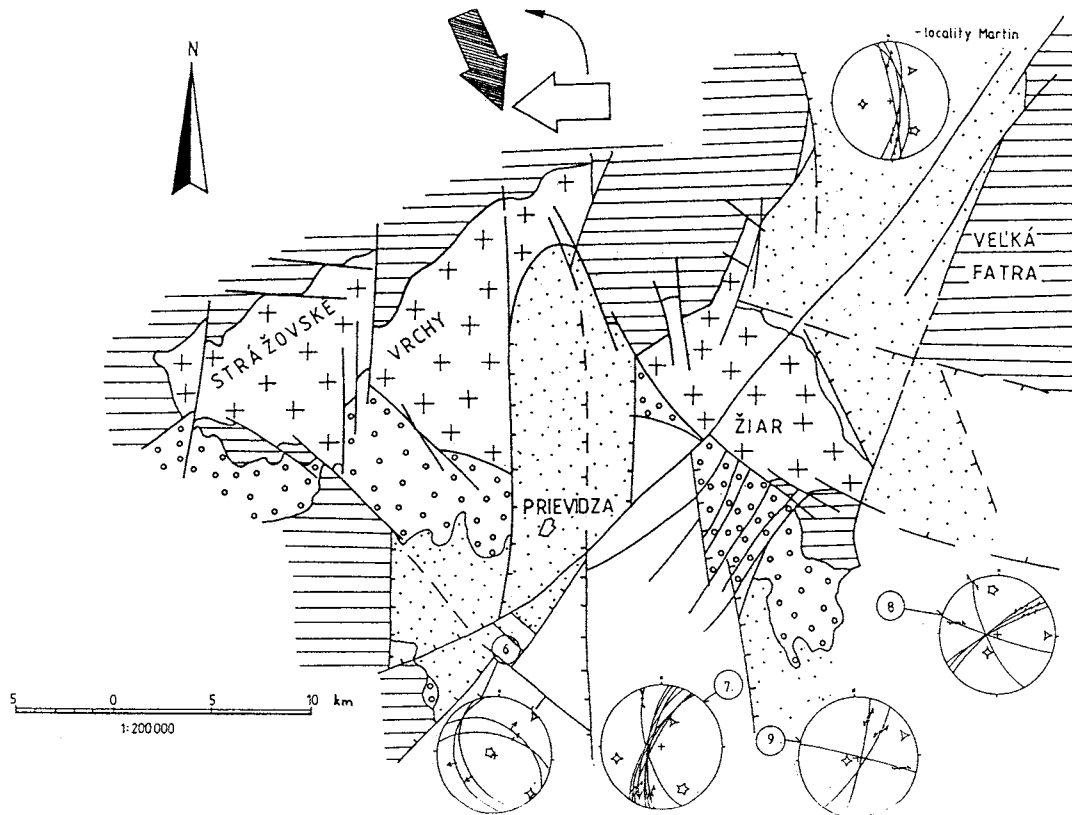 N
-locality Martin
VEĽKÁ
FATRA
STRÁŽOVSKÉ
VRCHY
ŽIAR
PRIEVIDZA
8
6
7.
9
5 0 5 10 km
1:200 000